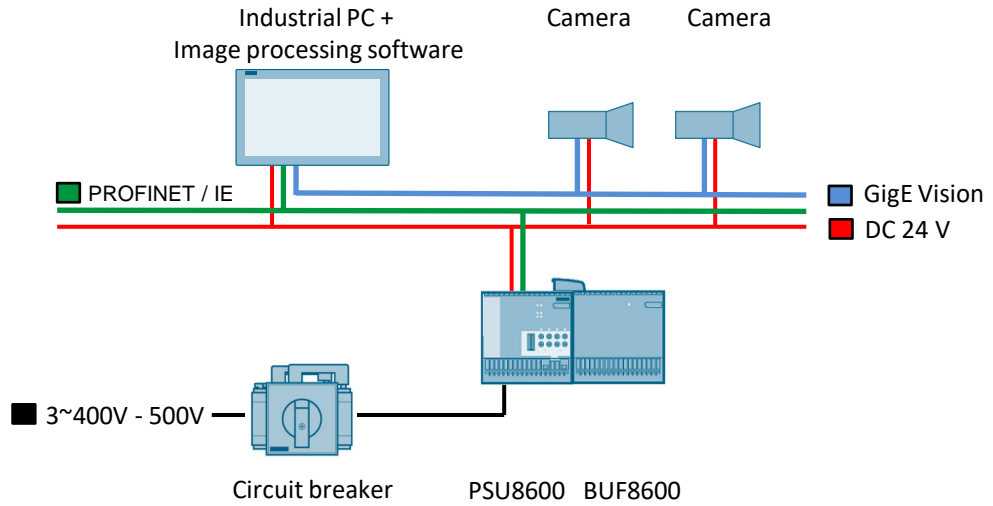 Industrial PC +
Image processing software
Camera
Camera
PROFINET / IE
GigE Vision
DC 24 V
3~400V - 500V
Circuit breaker
PSU8600
BUF8600